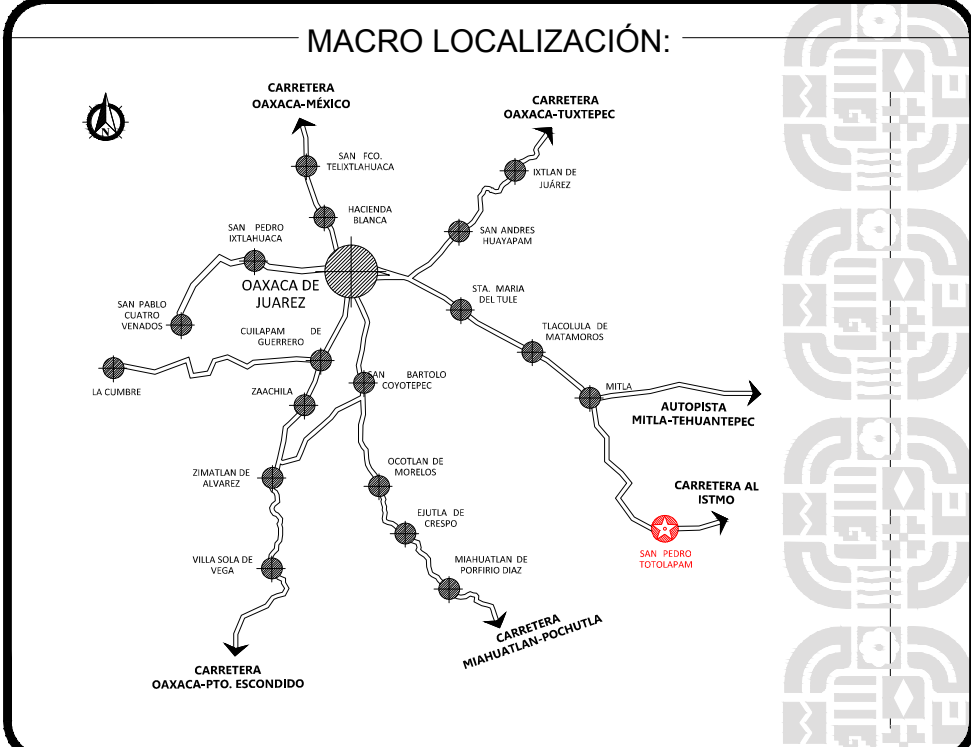 MACRO LOCALIZACIÓN:
CARRETERA
OAXACA-MÉXICO
CARRETERA
OAXACA-TUXTEPEC
N
SAN FCO.
TELIXTLAHUACA
IXTLAN DE
JUÁREZ
HACIENDA
BLANCA
SAN PEDRO
IXTLAHUACA
SAN ANDRES
HUAYAPAM
OAXACA DE
JUAREZ
STA. MARIA
DEL TULE
SAN PABLO
CUATRO
VENADOS
CUILAPAM DE
GUERRERO
TLACOLULA DE
MATAMOROS
LA CUMBRE
ZAACHILA
SAN BARTOLO
COYOTEPEC
MITLA
AUTOPISTA
MITLA-TEHUANTEPEC
ZIMATLAN DE
ALVAREZ
OCOTLAN DE
MORELOS
CARRETERA AL
ISTMO
EJUTLA DE
CRESPO
SAN PEDRO
TOTOLAPAM
VILLA SOLA DE
VEGA
MIAHUATLAN DE
PORFIRIO DIAZ
CARRETERA
MIAHUATLAN-POCHUTLA
CARRETERA
OAXACA-PTO. ESCONDIDO